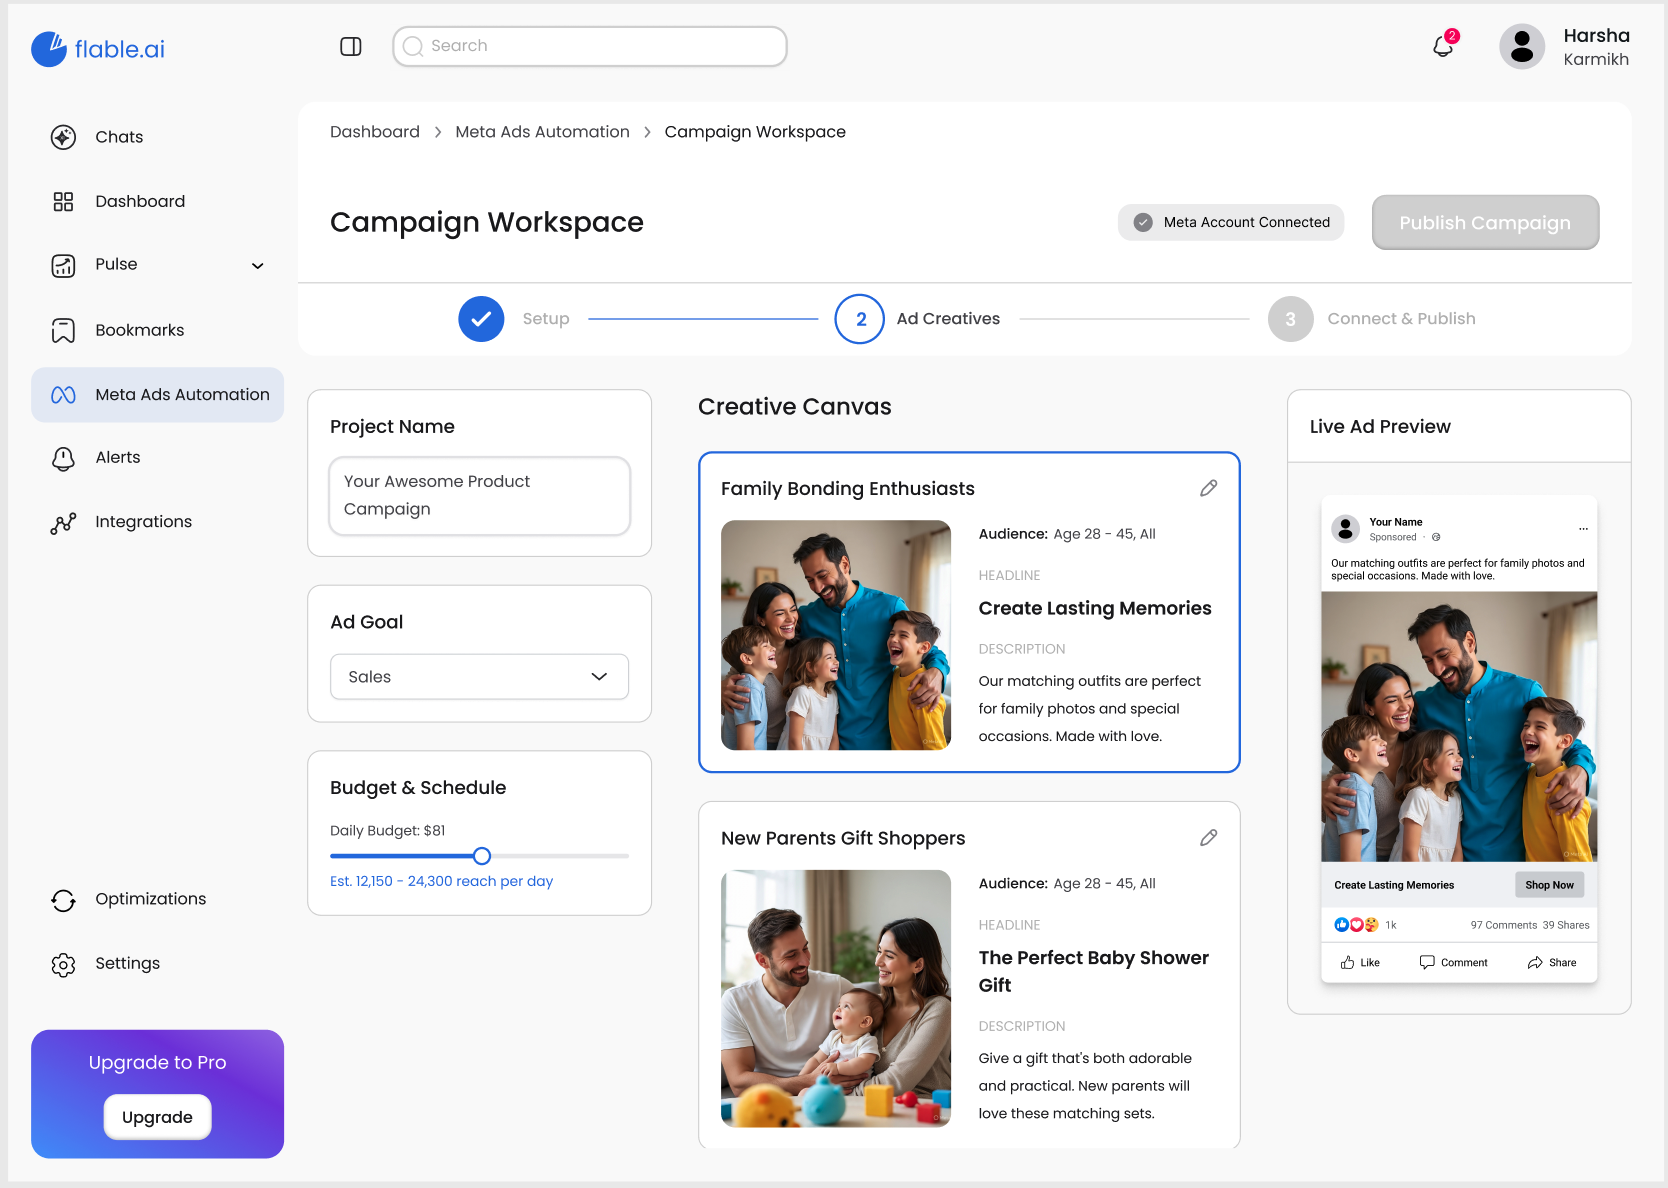 flable.ai
Search
2
Harsha
Karmikh
Chats
Dashboard
Pulse
Bookmarks
Meta Ads Automation
Alerts
Integrations
Optimizations
Settings
Upgrade to Pro
Upgrade
Dashboard > Meta Ads Automation > Campaign Workspace
Campaign Workspace
Meta Account Connected
Publish Campaign
Setup
2 Ad Creatives
3 Connect & Publish
Project Name
Your Awesome Product
Campaign
Ad Goal
Sales
Budget & Schedule
Daily Budget: $81
Est. 12,150 - 24,300 reach per day
Creative Canvas
Family Bonding Enthusiasts
Audience: Age 28 - 45, All
HEADLINE
Create Lasting Memories
DESCRIPTION
Our matching outfits are perfect
for family photos and special
occasions. Made with love.
New Parents Gift Shoppers
Audience: Age 28 - 45, All
HEADLINE
The Perfect Baby Shower
Gift
DESCRIPTION
Give a gift that's both adorable
and practical. New parents will
love these matching sets.
Live Ad Preview
Your Name
Sponsored ·
Our matching outfits are perfect for family photos and
special occasions. Made with love.
Create Lasting Memories
Shop Now
1k
97 Comments 39 Shares
Like
Comment
Share